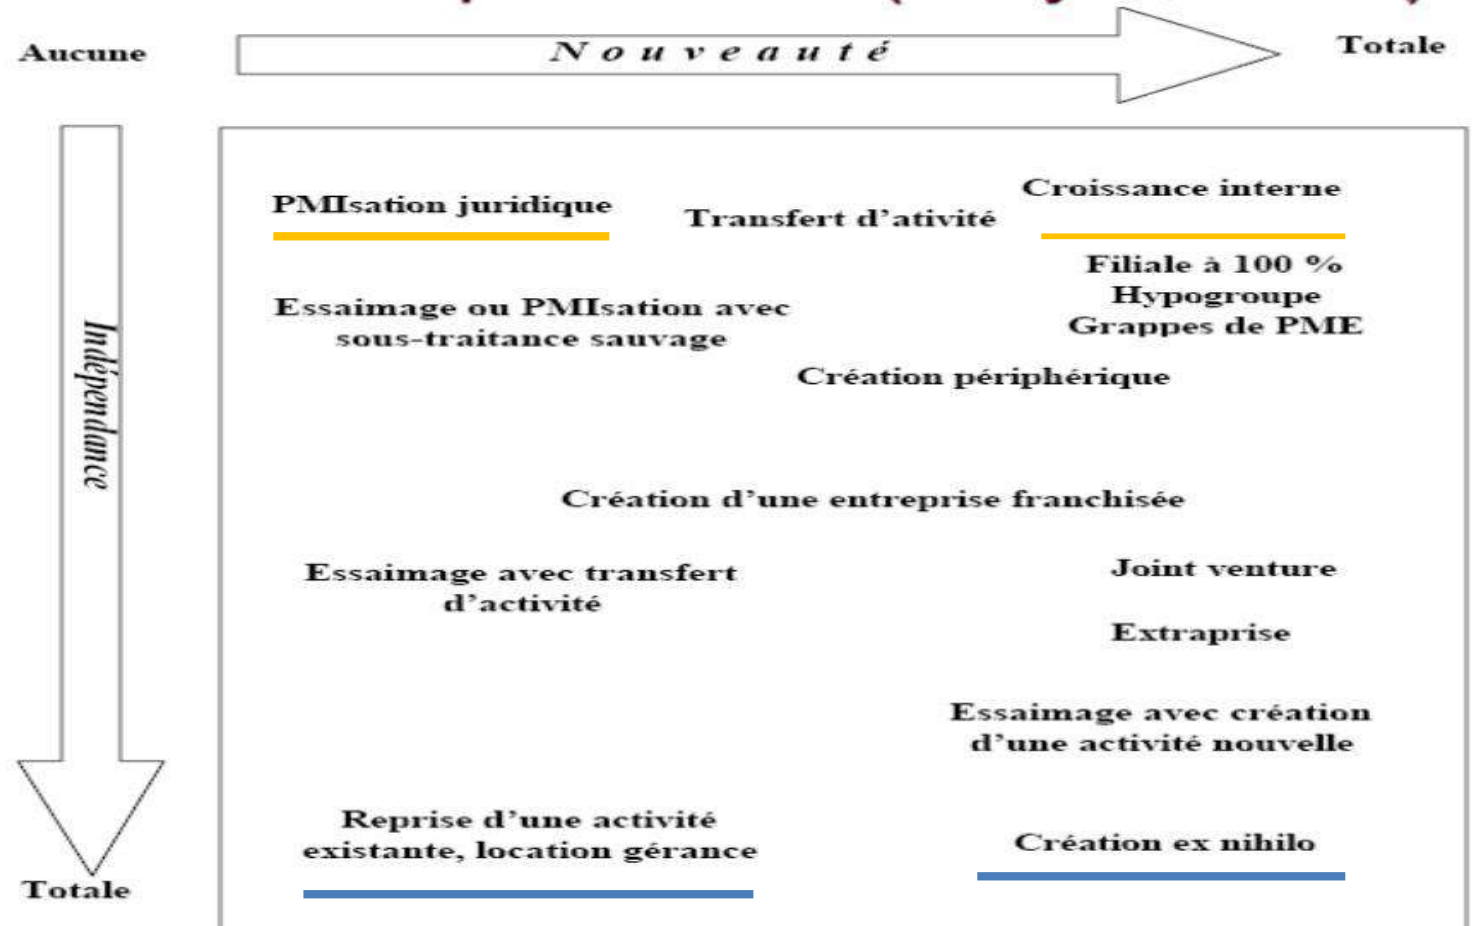 Aucune
Nouveauté
Totale
Indépendance
PMIsation juridique
Transfert d'ativité
Croissance interne
Filiale à 100 %
Hypogroupe
Grappes de PME
Essaimage ou PMIsation avec
sous-traitance sauvage
Création périphérique
Création d'une entreprise franchisée
Essaimage avec transfert
d'activité
Joint venture
Extraprise
Essaimage avec création
d'une activité nouvelle
Reprise d'une activité
existante, location gérance
Création ex nihilo
Totale